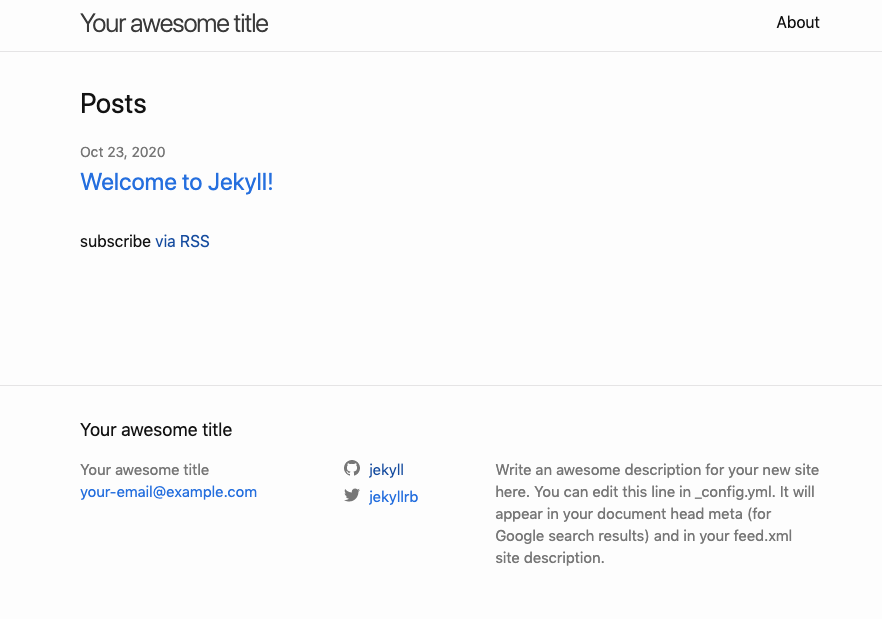 Your awesome title
About
Posts
Oct 23, 2020
Welcome to Jekyll!
subscribe via RSS
Your awesome title
Your awesome title
your-email@example.com
jekyll
jekyllrb
Write an awesome description for your new site
here. You can edit this line in _config.yml. It will
appear in your document head meta (for
Google search results) and in your feed.xml
site description.